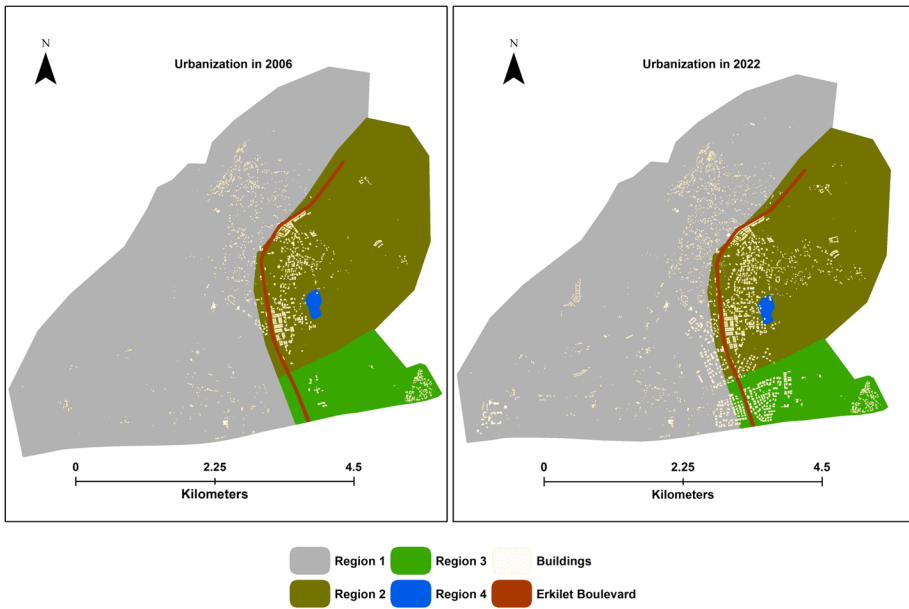 N
Urbanization in 2006
0 2.25 4.5
Kilometers
N
Urbanization in 2022
0 2.25 4.5
Kilometers
Region 1 Region 3 Buildings
Region 2 Region 4 Erkilet Boulevard